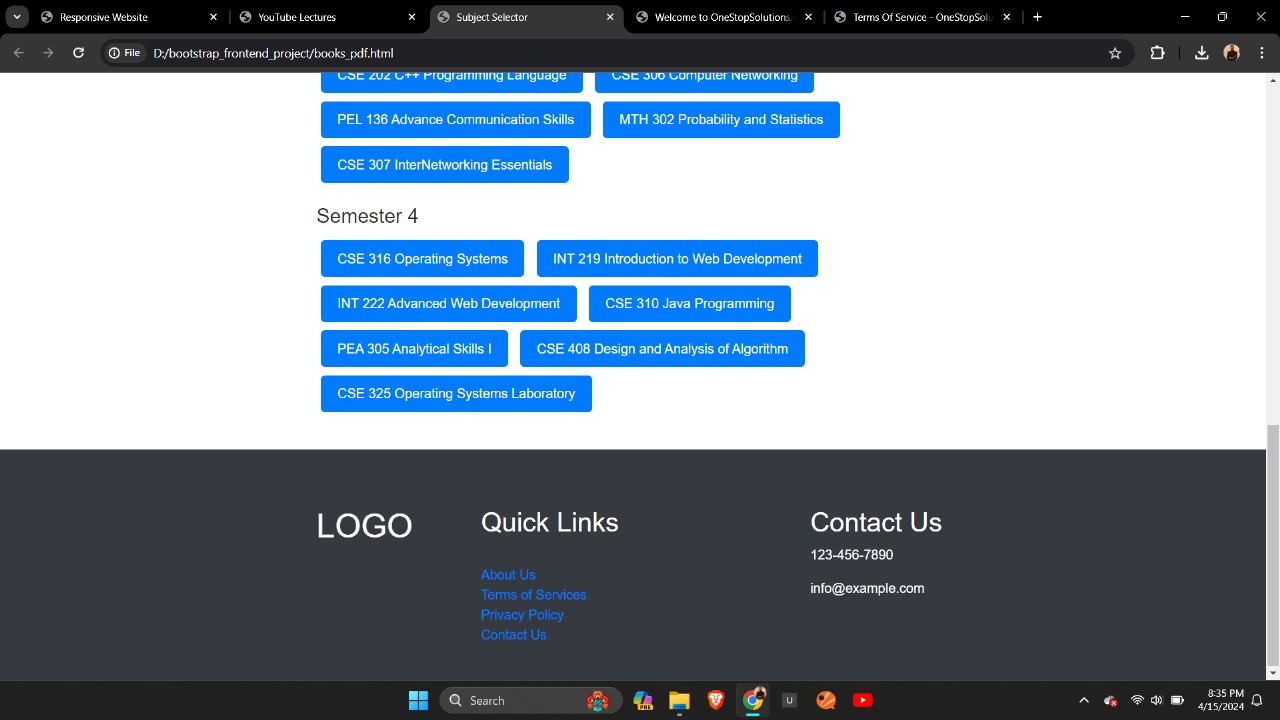 Responsive Website
YouTube Lectures
Subject Selector
Welcome to OneStopSolutions.
Terms Of Service - OneStopSolu
File D:/bootstrap_frontend_project/books_pdf.html
CSE 202 C++ Programming Language
CSE 306 Computer Networking
PEL 136 Advance Communication Skills
MTH 302 Probability and Statistics
CSE 307 InterNetworking Essentials
Semester 4
CSE 316 Operating Systems
INT 219 Introduction to Web Development
INT 222 Advanced Web Development
CSE 310 Java Programming
PEA 305 Analytical Skills I
CSE 408 Design and Analysis of Algorithm
CSE 325 Operating Systems Laboratory
LOGO
Quick Links
About Us
Terms of Services
Privacy Policy
Contact Us
Contact Us
123-456-7890
info@example.com
Search
PRE
U
8:35 PM
4/15/2024